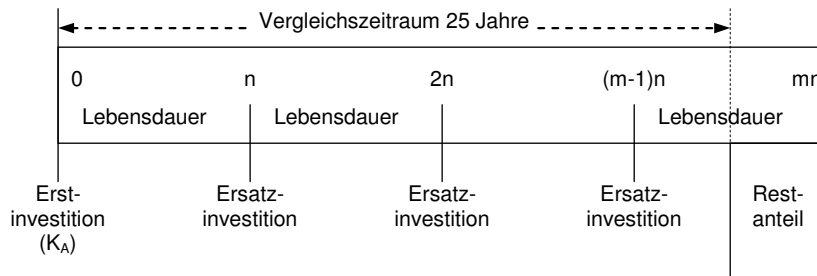 Vergleichszeitraum 25 Jahre
0 n 2n (m-1)n mn
Lebensdauer Lebensdauer Lebensdauer
Erst- Ersatz- Ersatz- Ersatz- Rest-
investition investition investition investition anteil
(K_A)